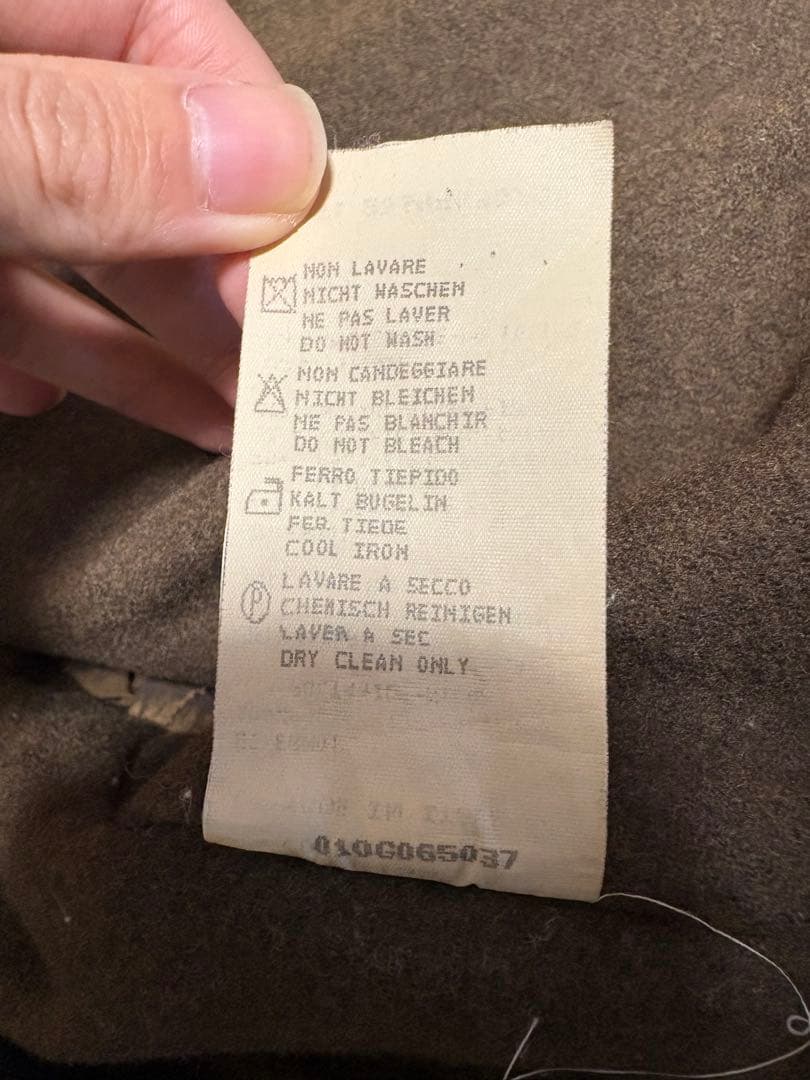 NON LAVARE
NICHT WASCHEN
NE PAS LAVER
DO NOT WASH
NON CANDEGGIARE
NICHT BLEICHEN
NE PAS BLANCHIR
DO NOT BLEACH
FERRO TIEPIDO
KALT BUGELIN
FER TIEDE
COOL IRON
P
LAVARE A SECCO
CHEMISCH REINIGEN
LAVER A SEC
DRY CLEAN ONLY
010G065037